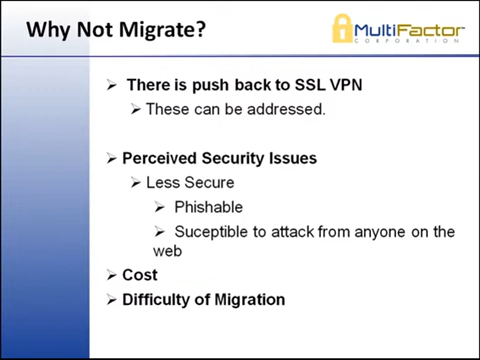 Why Not Migrate?
MultiFactor
CORPORATION
There is push back to SSL VPN
These can be addressed.
Perceived Security Issues
Less Secure
Phishable
Suceptible to attack from anyone on the
web
Cost
Difficulty of Migration